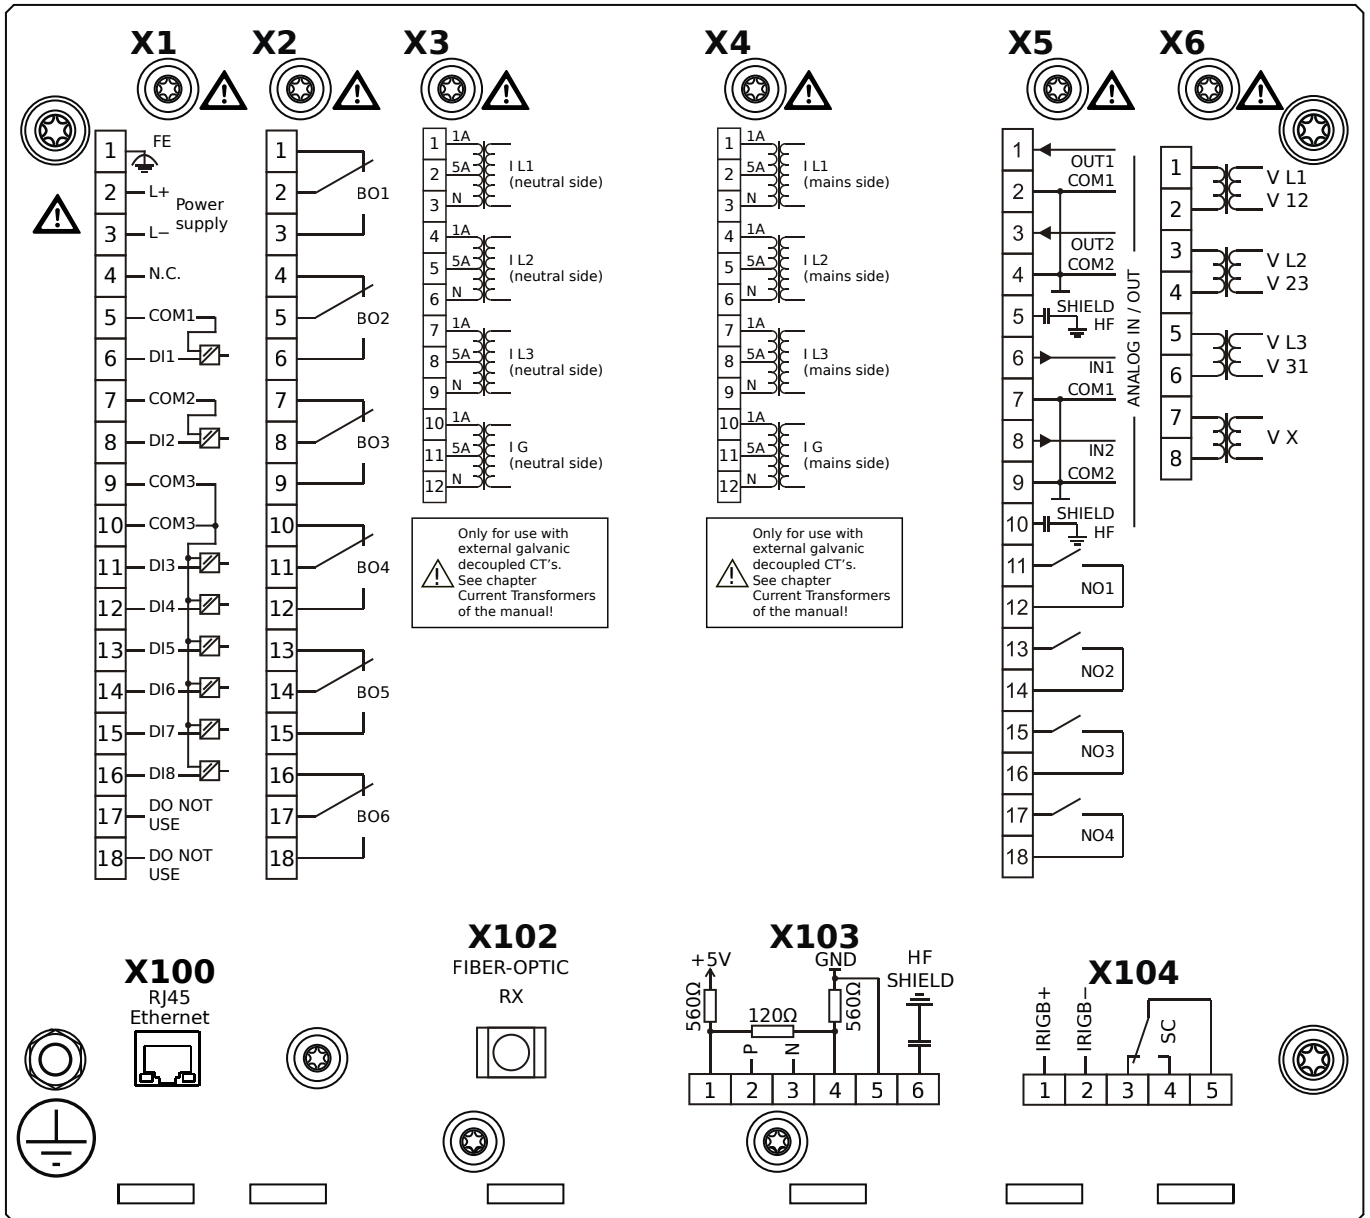 X1
X2
X3
X4
X5
X6
1 FE
2 L+
Power
supply
3 L−
4 N.C.
5 COM1
6 DI1
7 COM2
8 DI2
9 COM3
10 COM3
11 DI3
12 DI4
13 DI5
14 DI6
15 DI7
16 DI8
17 DO NOT
USE
18 DO NOT
USE
1
2 BO1
3
4
5 BO2
6
7
8 BO3
9
10
11 BO4
12
13
14 BO5
15
16
17 BO6
18
1 1A
2 5A
3 N
I L1
(neutral side)
4 1A
5 5A
6 N
I L2
(neutral side)
7 1A
8 5A
9 N
I L3
(neutral side)
10 1A
11 5A
12 N
I G
(neutral side)
Only for use with
external galvanic
decoupled CT's.
See chapter
Current Transformers
of the manual!
1 1A
2 5A
3 N
I L1
(mains side)
4 1A
5 5A
6 N
I L2
(mains side)
7 1A
8 5A
9 N
I L3
(mains side)
10 1A
11 5A
12 N
I G
(mains side)
Only for use with
external galvanic
decoupled CT's.
See chapter
Current Transformers
of the manual!
1 OUT1
2 COM1
3 OUT2
4 COM2
5 SHIELD
HF
6 IN1
7 COM1
8 IN2
9 COM2
10 SHIELD
HF
ANALOG IN / OUT
11
NO1
12
13
NO2
14
15
NO3
16
17
NO4
18
1 V L1
2 V 12
3 V L2
4 V 23
5 V L3
6 V 31
7
V X
8
X100
RJ45
Ethernet
X102
FIBER-OPTIC
RX
X103
+5V
GND
HF
SHIELD
560Ω
120Ω
560Ω
P
N
1 2 3 4 5 6
X104
IRIGB+
IRIGB−
SC
1 2 3 4 5